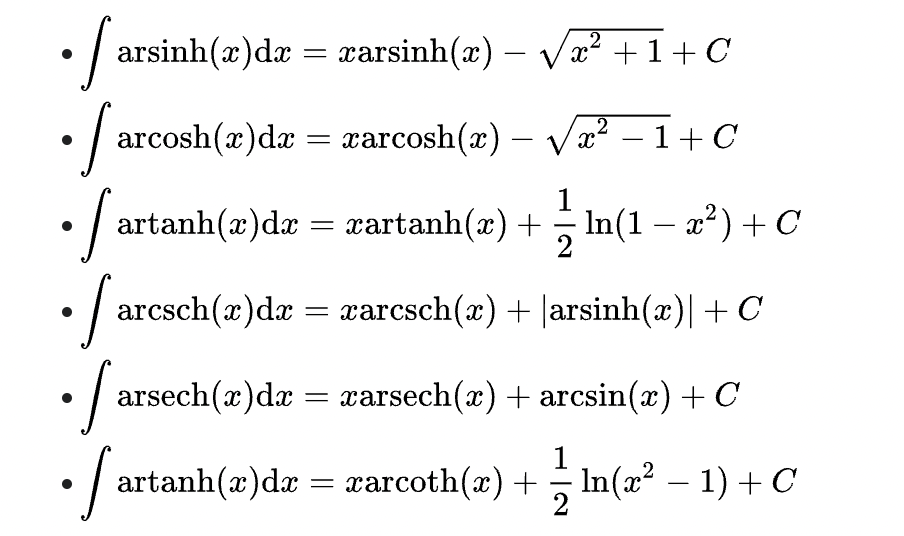 • ∫ arsinh(x)dx = xarsinh(x) − √(x² + 1) + C
• ∫ arcosh(x)dx = xarcosh(x) − √(x² − 1) + C
• ∫ artanh(x)dx = xartanh(x) + 1/2 ln(1 − x²) + C
• ∫ arcsch(x)dx = xarcsch(x) + |arsinh(x)| + C
• ∫ arsech(x)dx = xarsech(x) + arcsin(x) + C
• ∫ artanh(x)dx = xarcoth(x) + 1/2 ln(x² − 1) + C